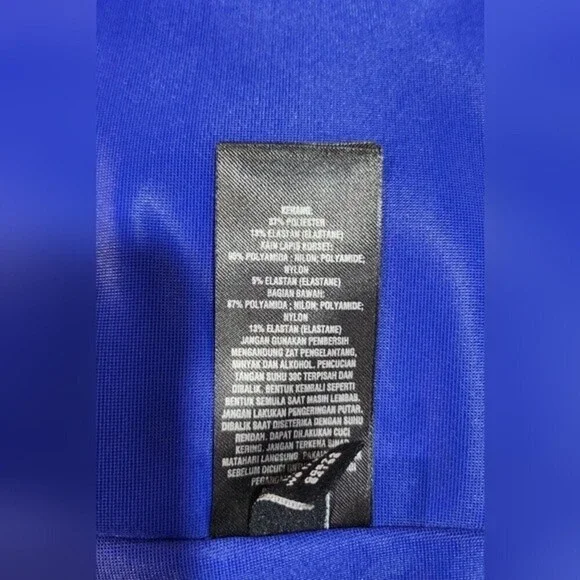 KERANG:
87% POLYESTER
13% ELASTAN (ELASTANE)
KAIN LAPIS KORSET:
95% POLYAMIDA ; NILON; POLYAMIDE;
NYLON
5% ELASTAN (ELASTANE)
BAGIAN BAWAH:
87% POLYAMIDA ; NILON; POLYAMIDE;
NYLON
13% ELASTAN (ELASTANE)
JANGAN GUNAKAN PEMBERSIH
MENGANDUNG ZAT PENGELANTANG,
MINYAK DAN ALKOHOL. PENCUCIAN
TANGAN SUHU 30C TERPISAH DAN
DIBALIK. BENTUK KEMBALI SEPERTI
BENTUK SEMULA SAAT MASIH LEMBAB.
JANGAN LAKUKAN PENGERINGAN PUTAR.
DIBALIK SAAT DISETERIKA DENGAN SUHU
RENDAH. DAPAT DILAKUKAN CUCI
KERING. JANGAN TERKENA SINAR
MATAHARI LANGSUNG.
SEBELUM DICUCI